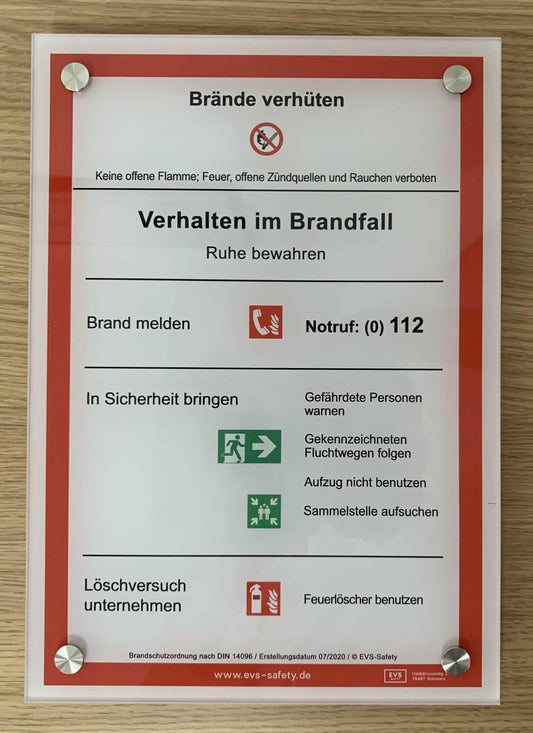 Brände verhüten
Keine offene Flamme; Feuer, offene Zündquellen und Rauchen verboten
Verhalten im Brandfall
Ruhe bewahren
Brand melden
Notruf: (0) 112
In Sicherheit bringen
Gefährdete Personen
warnen
Gekennzeichneten
Fluchtwegen folgen
Aufzug nicht benutzen
Sammelstelle aufsuchen
Löschversuch
unternehmen
Feuerlöscher benutzen
Brandschutzordnung nach DIN 14096 / Erstellungsdatum 07/2020 / © EVS-Safety
www.evs-safety.de
EVS
78467 Konstanz